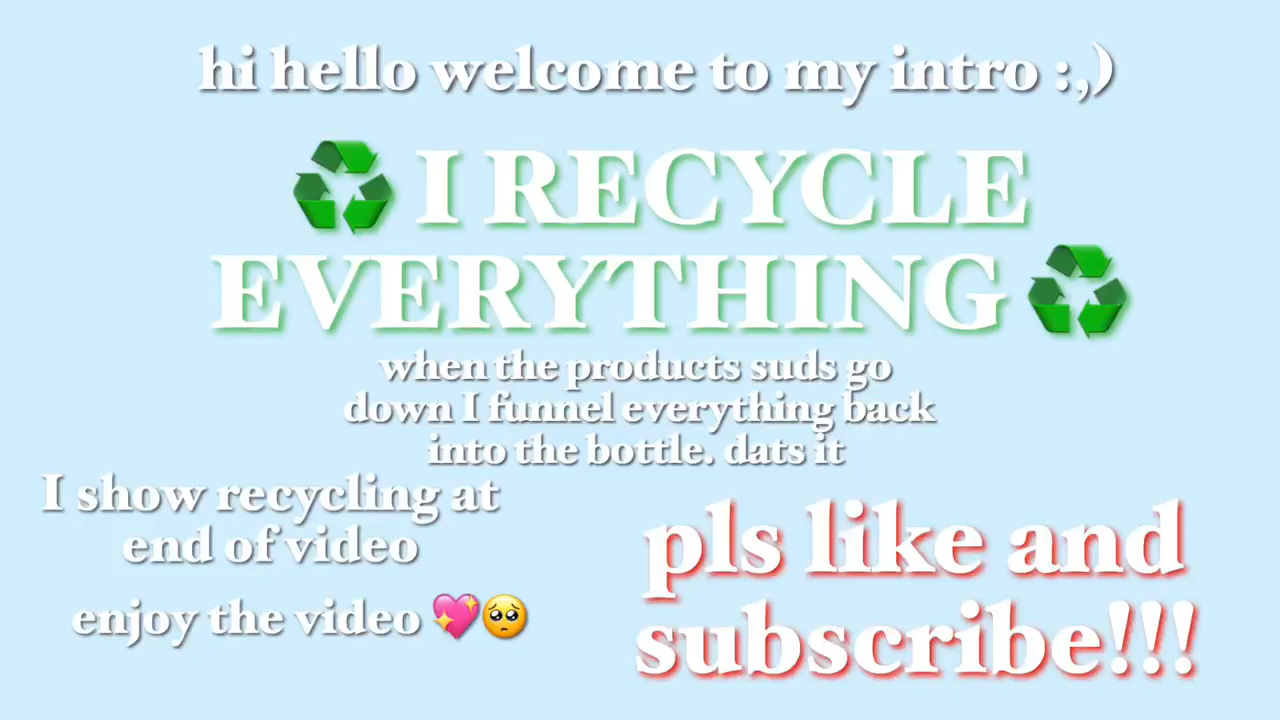 hi hello welcome to my intro :,)
♻️ I RECYCLE
EVERYTHING ♻️
when the products suds go
down I funnel everything back
into the bottle. dats it
I show recycling at
end of video
enjoy the video 💖🥺
pls like and
subscribe!!!